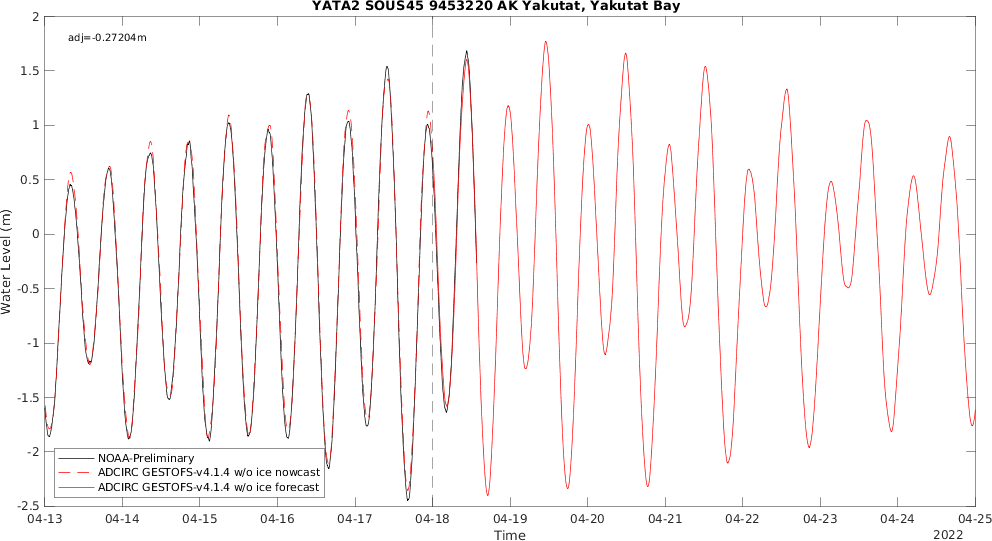 YATA2 SOUS45 9453220 AK Yakutat, Yakutat Bay
adj=-0.27204m
2
1.5
1
0.5
0
-0.5
-1
-1.5
-2
-2.5
Water Level (m)
NOAA-Preliminary
ADCIRC GESTOFS-v4.1.4 w/o ice nowcast
ADCIRC GESTOFS-v4.1.4 w/o ice forecast
04-13 04-14 04-15 04-16 04-17 04-18 04-19 04-20 04-21 04-22 04-23 04-24 04-25
Time
2022